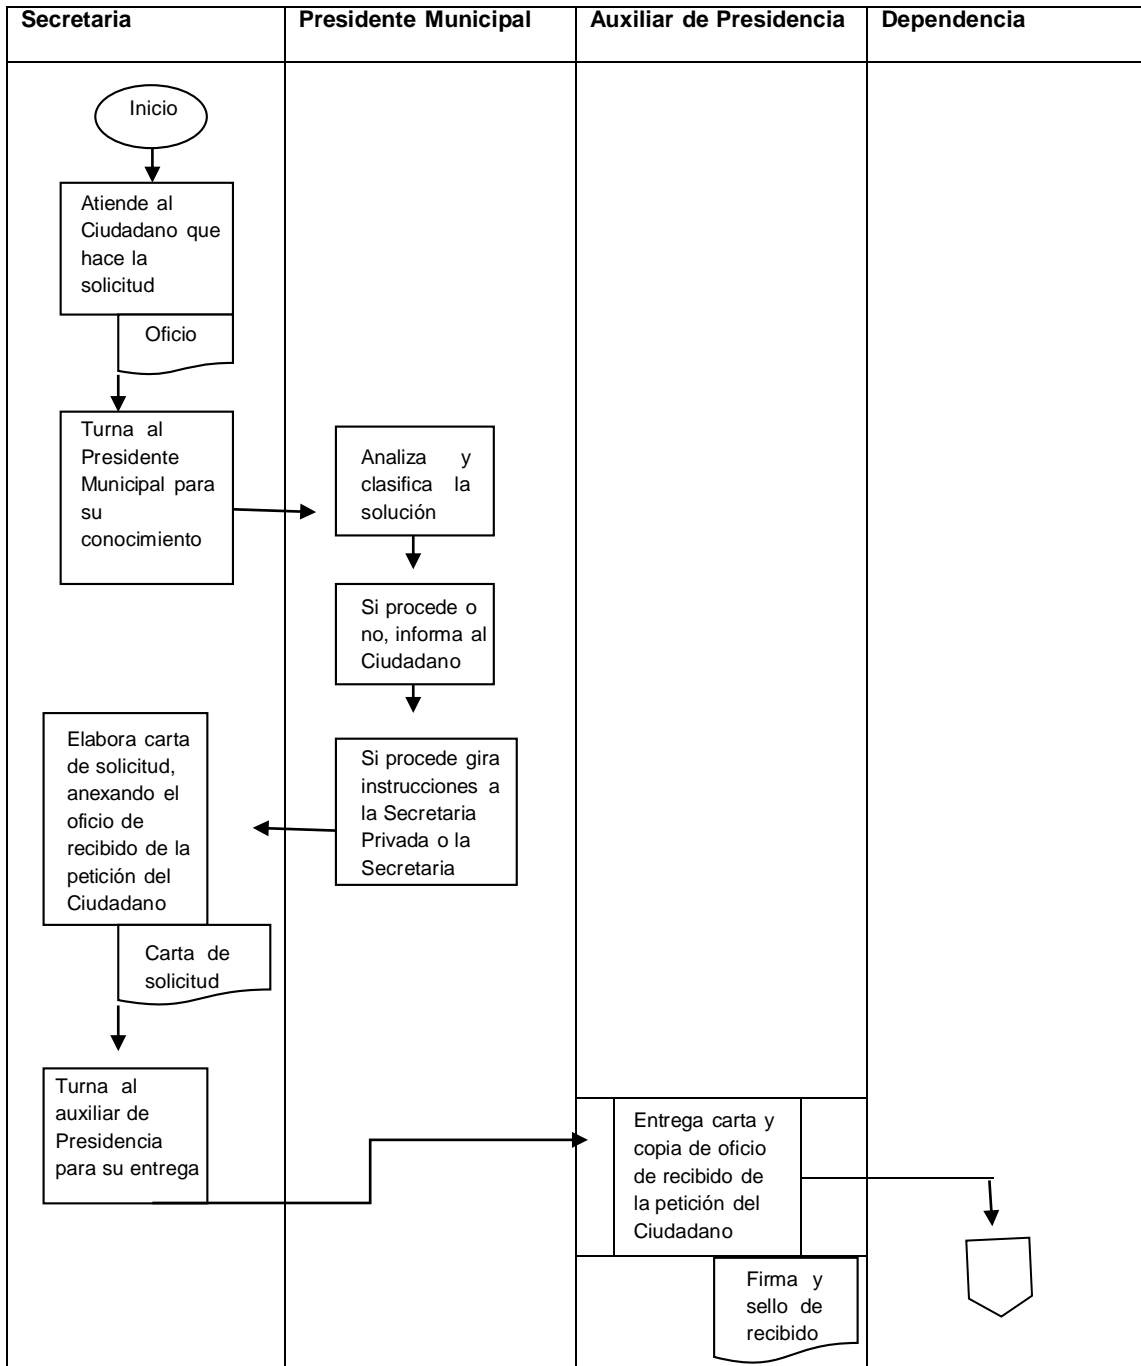 Secretaria
Presidente Municipal
Auxiliar de Presidencia
Dependencia
Inicio
Atiende al
Ciudadano que
hace la
solicitud
Oficio
Turna al
Presidente
Municipal para
su
conocimiento
Analiza y
clasifica la
solución
Si procede o
no, informa al
Ciudadano
Si procede gira
instrucciones a
la Secretaria
Privada o la
Secretaria
Elabora carta
de solicitud,
anexando el
oficio de
recibido de la
petición del
Ciudadano
Carta de
solicitud
Turna al
auxiliar de
Presidencia
para su entrega
Entrega carta y
copia de oficio
de recibido de
la petición del
Ciudadano
Firma y
sello de
recibido